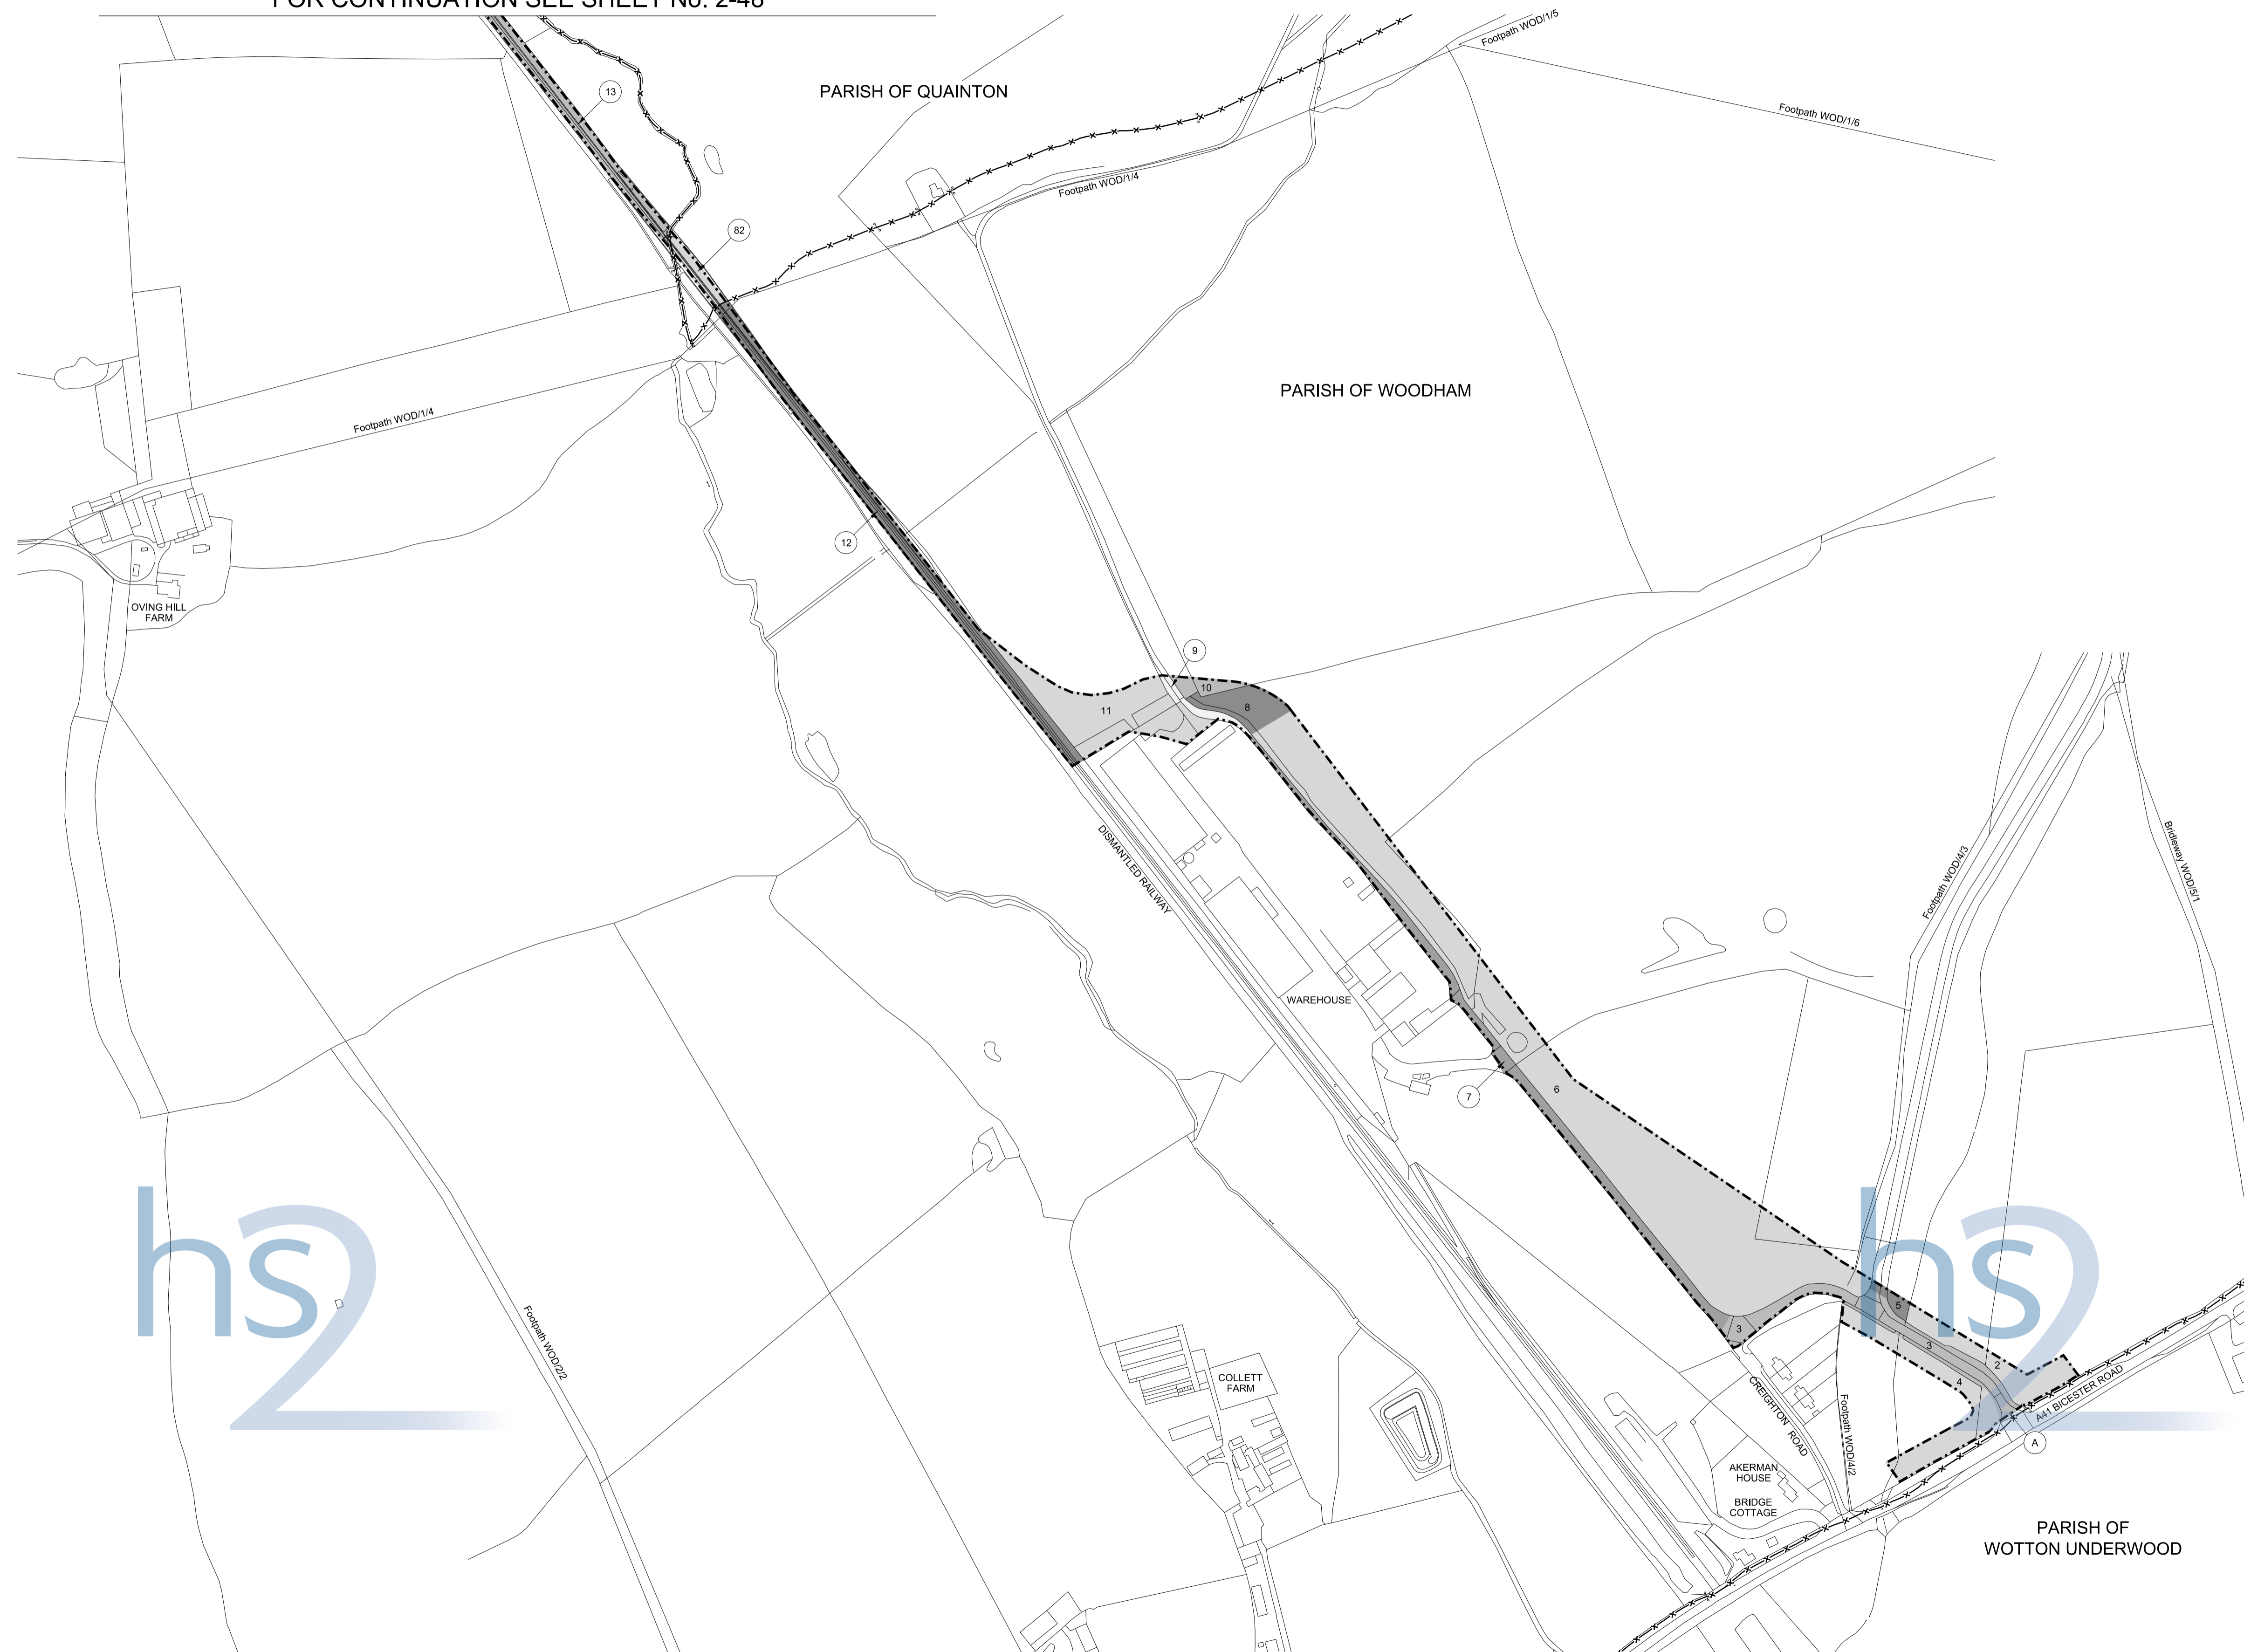 FOR CONTINUATION SEE SHEET No. 2-48
Footpath WOD/1/5
13
PARISH OF QUAINTON
Footpath WOD/1/6
Footpath WOD/1/4
82
PARISH OF WOODHAM
Footpath WOD/1/4
12
OVING HILL
FARM
9
10
8
11
DISMANTLED RAILWAY
Footpath WOD/4/3
Bridleway WOD/5/1
WAREHOUSE
6
7
hs2
hs2
5
3
3
2
4
Footpath WOD/2/2
COLLETT
FARM
CREIGHTON ROAD
Footpath WOD/4/2
A41 BICESTER ROAD
A
AKERMAN
HOUSE
BRIDGE
COTTAGE
PARISH OF
WOTTON UNDERWOOD